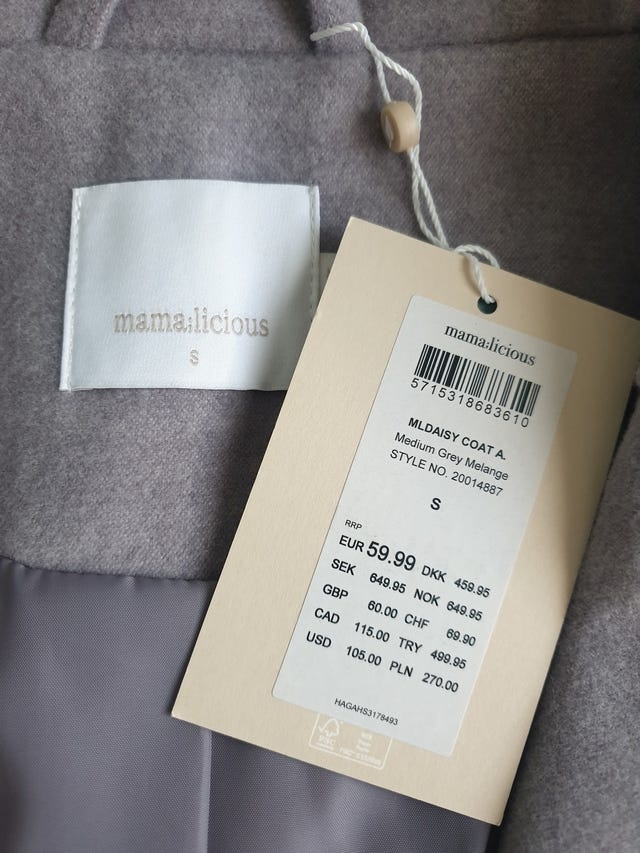 mama;licious
S
mama;licious
5715318683610
MLDAISY COAT A.
Medium Grey Melange
STYLE NO. 20014887
S
RRP
EUR 59.99 DKK 459.95
SEK 649.95 NOK 649.95
GBP 60.00 CHF 69.90
CAD 115.00 TRY 499.95
USD 105.00 PLN 270.00
HAGAHS3178493
FSC
MIX